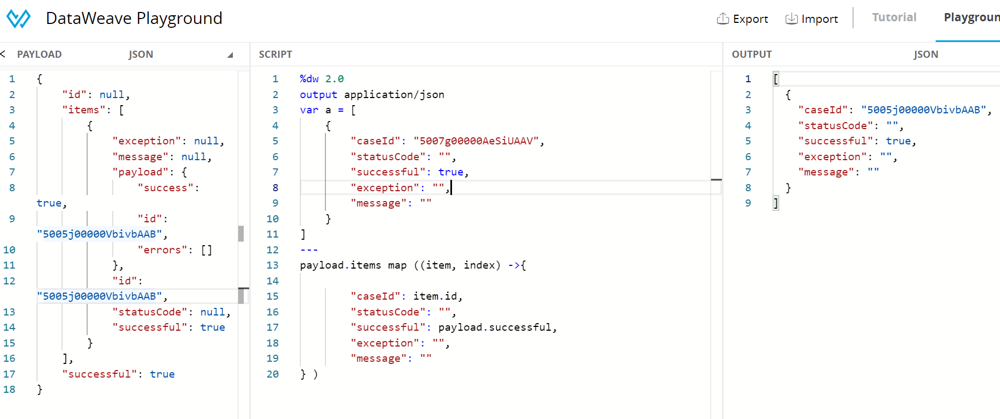 DataWeave Playground
Export
Import
Tutorial
Playgroun
< PAYLOAD JSON
1 {
2 "id": null,
3 "items": [
4 {
5 "exception": null,
6 "message": null,
7 "payload": {
8 "success":
true,
9 "id":
"5005j00000VbivbAAB",
10 "errors": []
11 },
12 "id":
"5005j00000VbivbAAB",
13 "statusCode": null,
14 "successful": true
15 }
16 ],
17 "successful": true
18 }
SCRIPT
1 %dw 2.0
2 output application/json
3 var a = [
4 {
5 "caseId": "5007g00000AeSiUAAV",
6 "statusCode": "",
7 "successful": true,
8 "exception": "",
9 "message": ""
10 }
11 ]
12 ---
13 payload.items map ((item, index) ->{
14
15 "caseId": item.id,
16 "statusCode": "",
17 "successful": payload.successful,
18 "exception": "",
19 "message": ""
20 } )
OUTPUT JSON
1 [
2 {
3 "caseId": "5005j00000VbivbAAB",
4 "statusCode": "",
5 "successful": true,
6 "exception": "",
7 "message": ""
8 }
9 ]